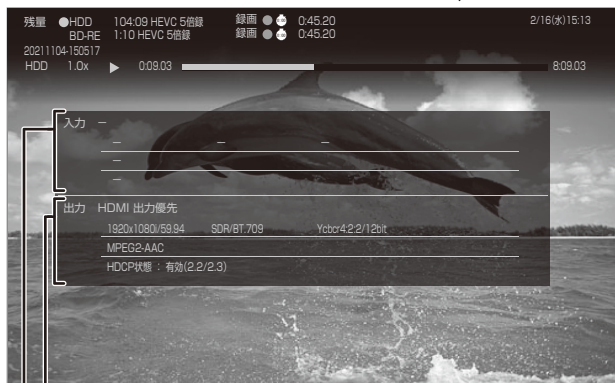 残量 ●HDD 104:09 HEVC 5倍録 録画 ● 0:45.20 2/16(水)15:13
BD-RE 1:10 HEVC 5倍録 録画 ● 0:45.20
20211104-150517
HDD 1.0x ▶ 0:09.03 8:09.03
入力 −
− − −
−
−
出力 HDMI 出力優先
1920x1080i/59.94 SDR/BT.709 Ycbcr4:2:2/12bit
MPEG2-AAC
HDCP状態 : 有効(2.2/2.3)